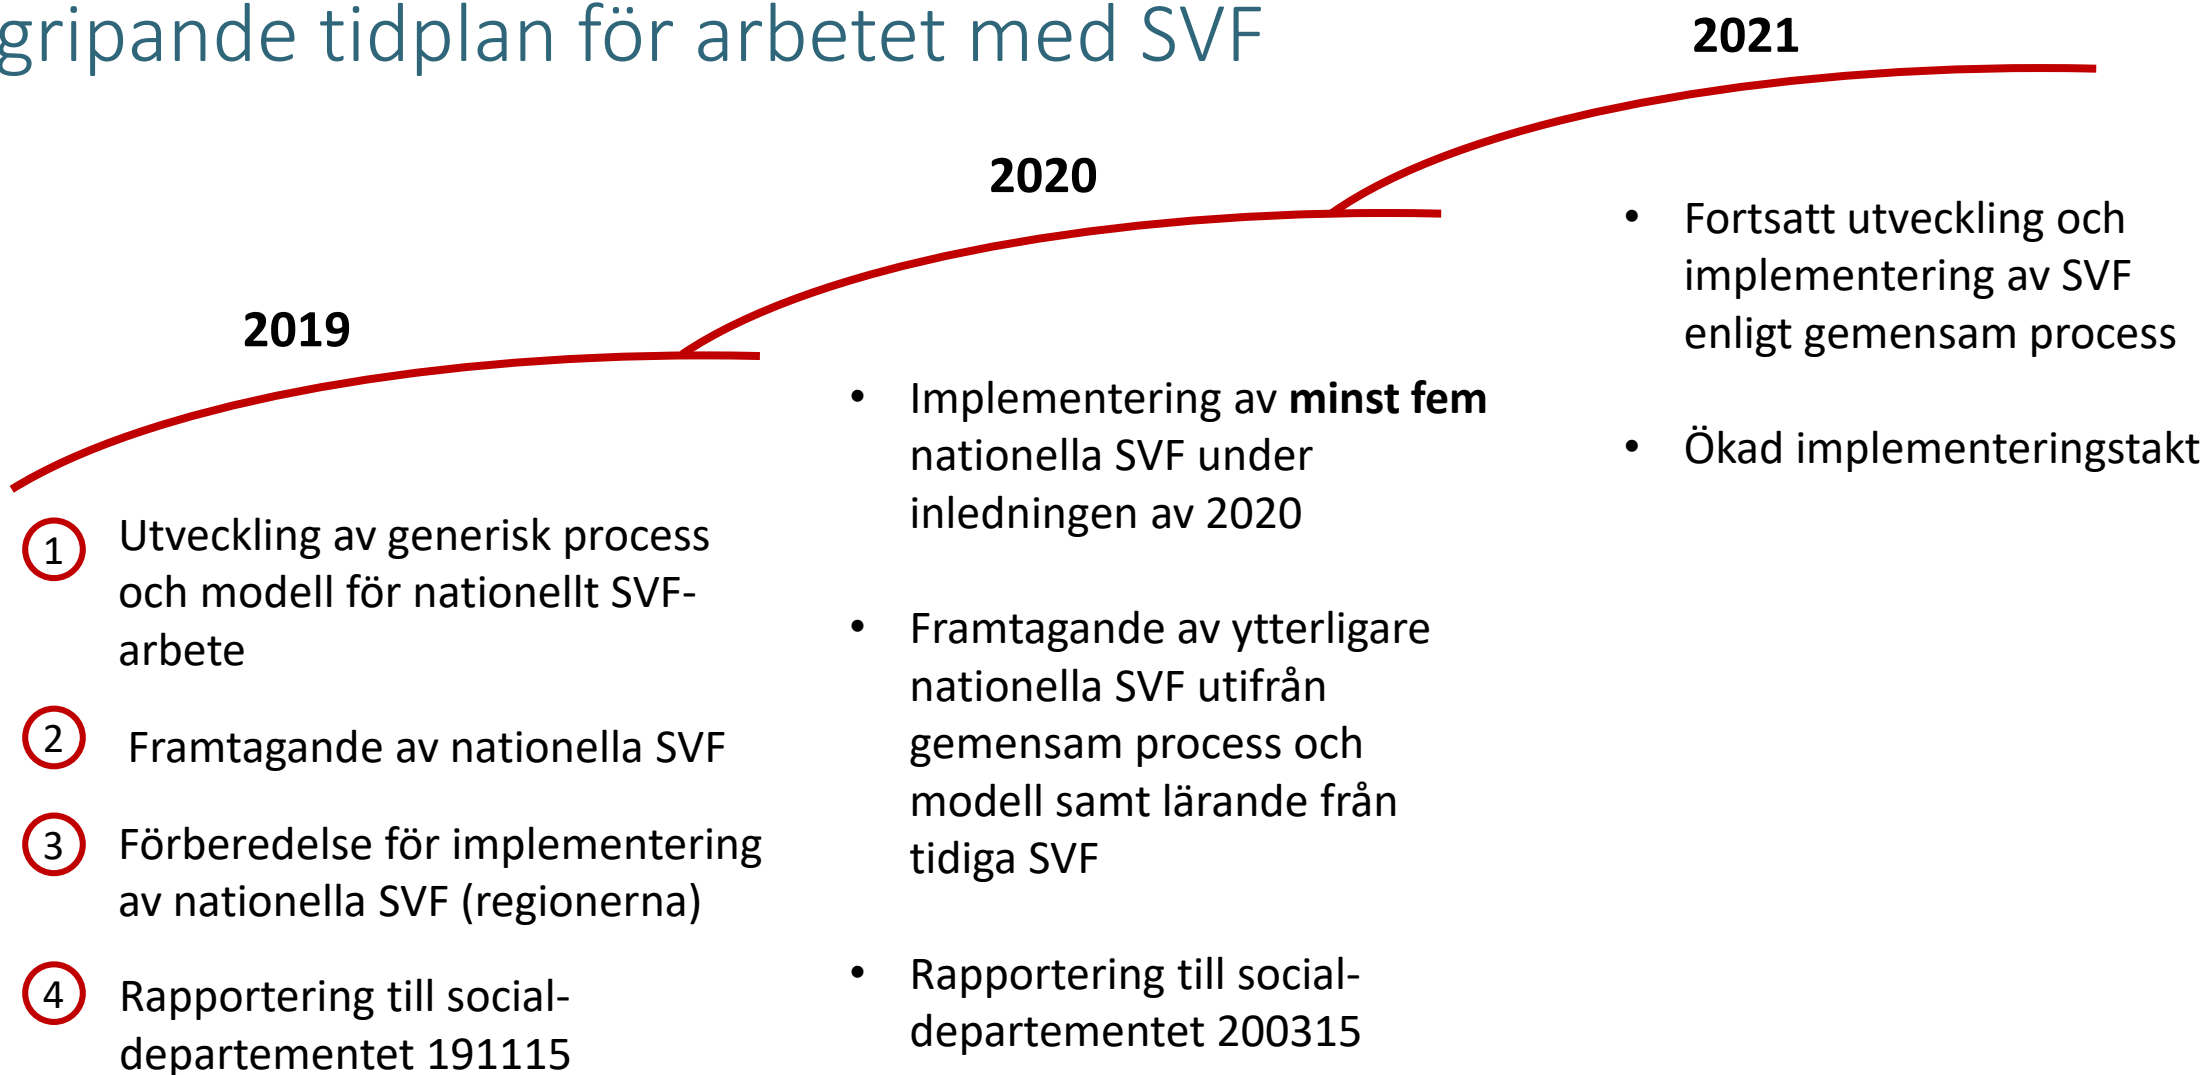 gripande tidplan för arbetet med SVF
2019
1
Utveckling av generisk process
och modell för nationellt SVF-
arbete
2
Framtagande av nationella SVF
3
Förberedelse för implementering
av nationella SVF (regionerna)
4
Rapportering till social-
departementet 191115
2020
• Implementering av minst fem
nationella SVF under
inledningen av 2020
• Framtagande av ytterligare
nationella SVF utifrån
gemensam process och
modell samt lärande från
tidiga SVF
• Rapportering till social-
departementet 200315
2021
• Fortsatt utveckling och
implementering av SVF
enligt gemensam process
• Ökad implementeringstakt